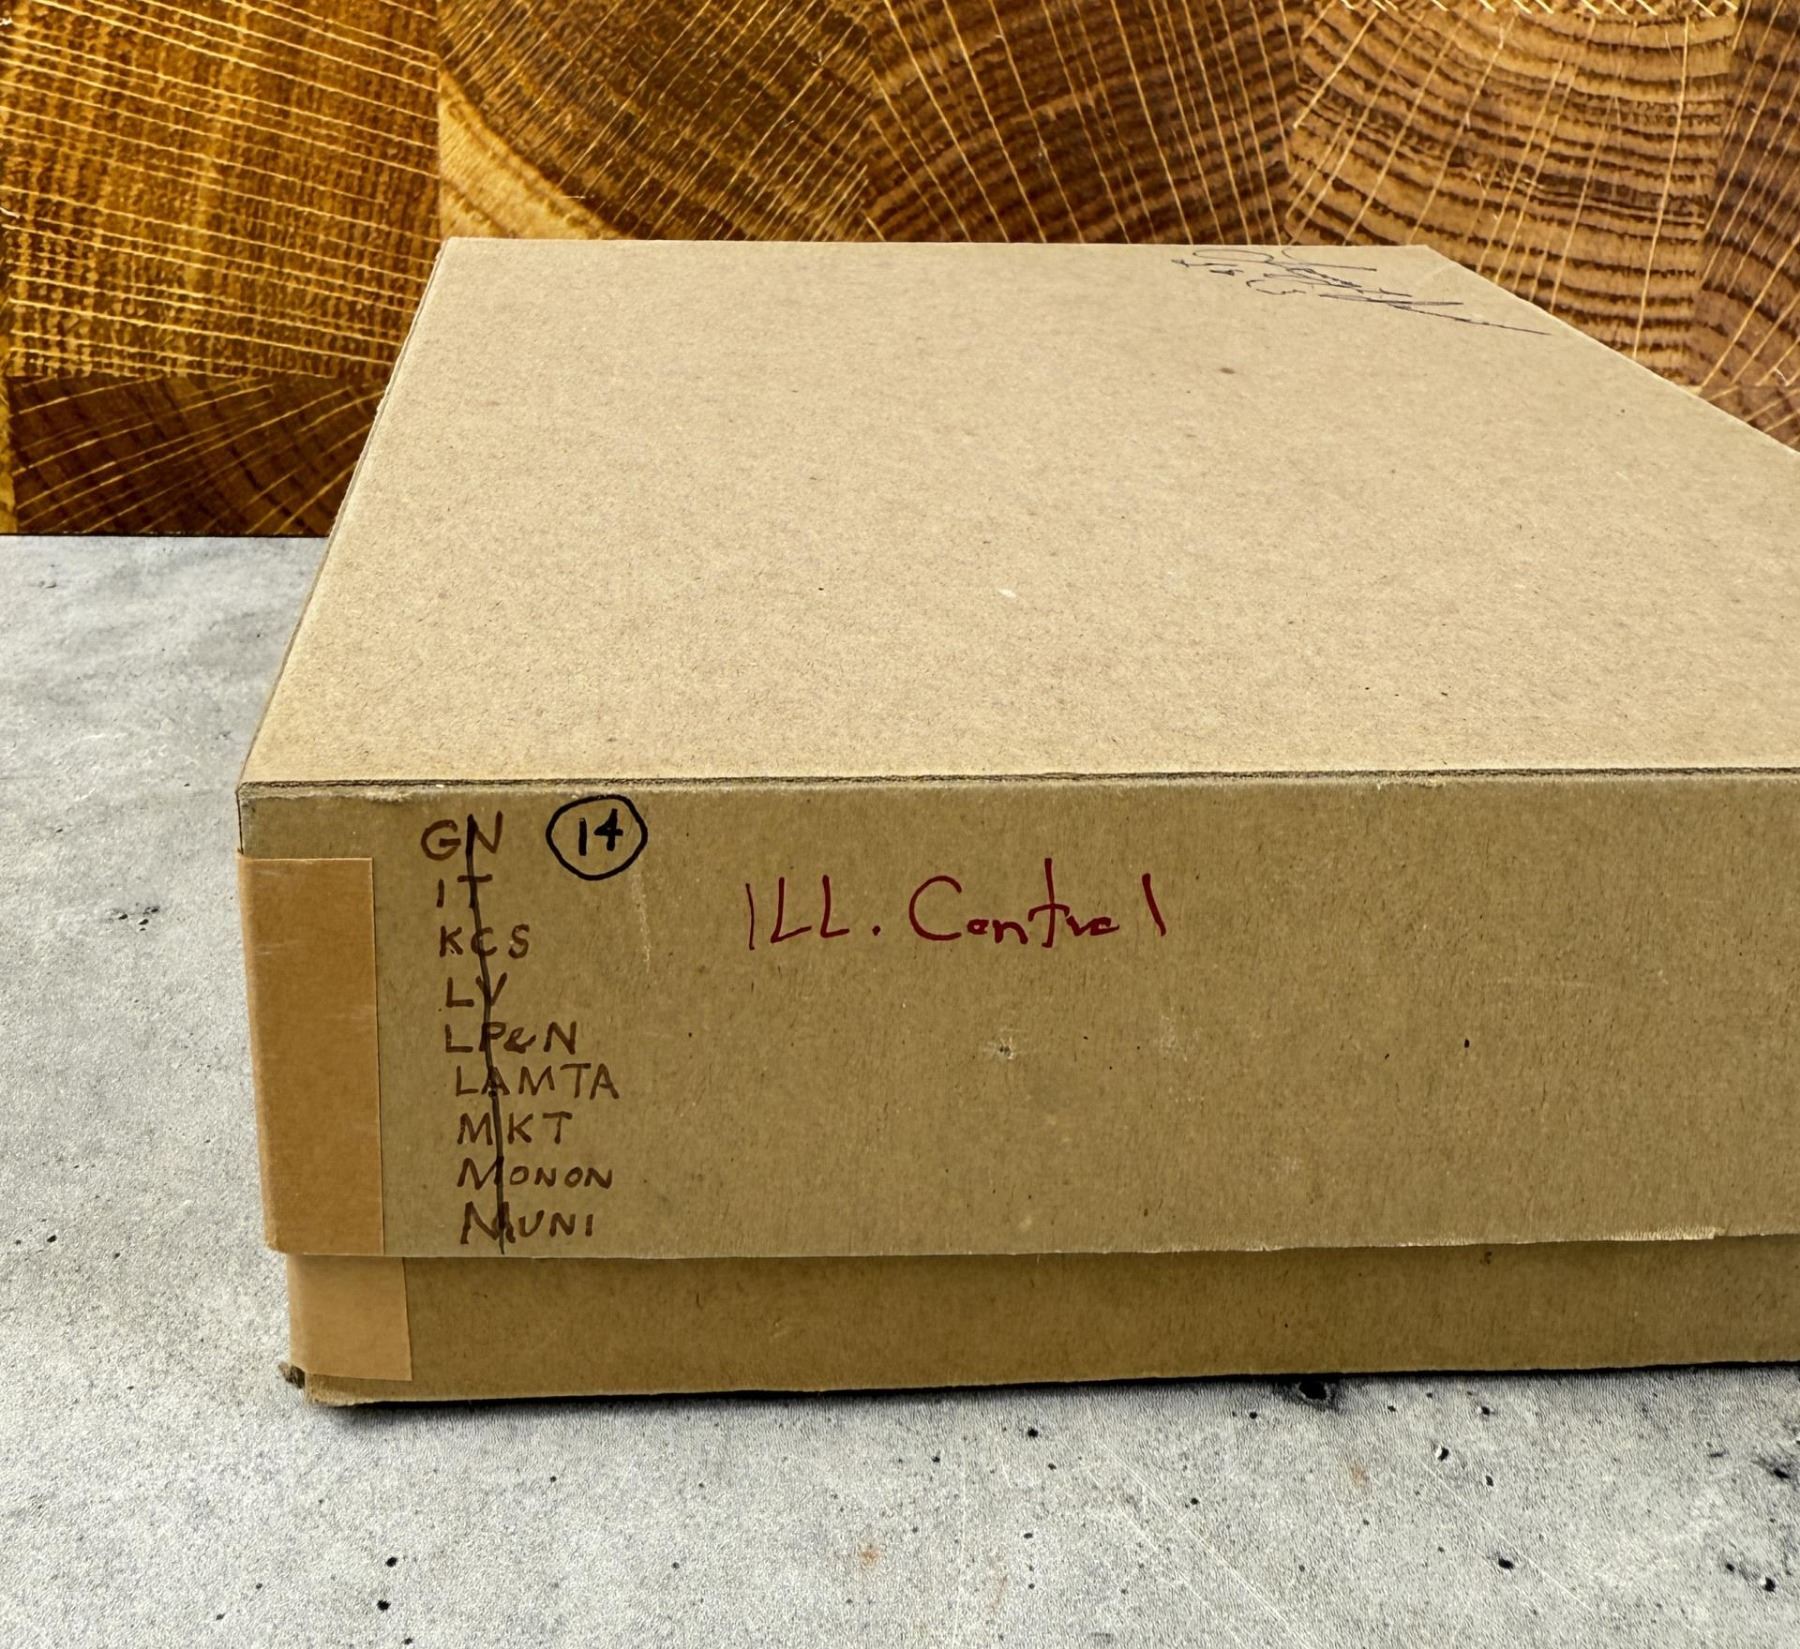 GN 14
IT
KCS
LV
LP&N
LAMTA
MKT
MONON
MUNI
ILL. Central